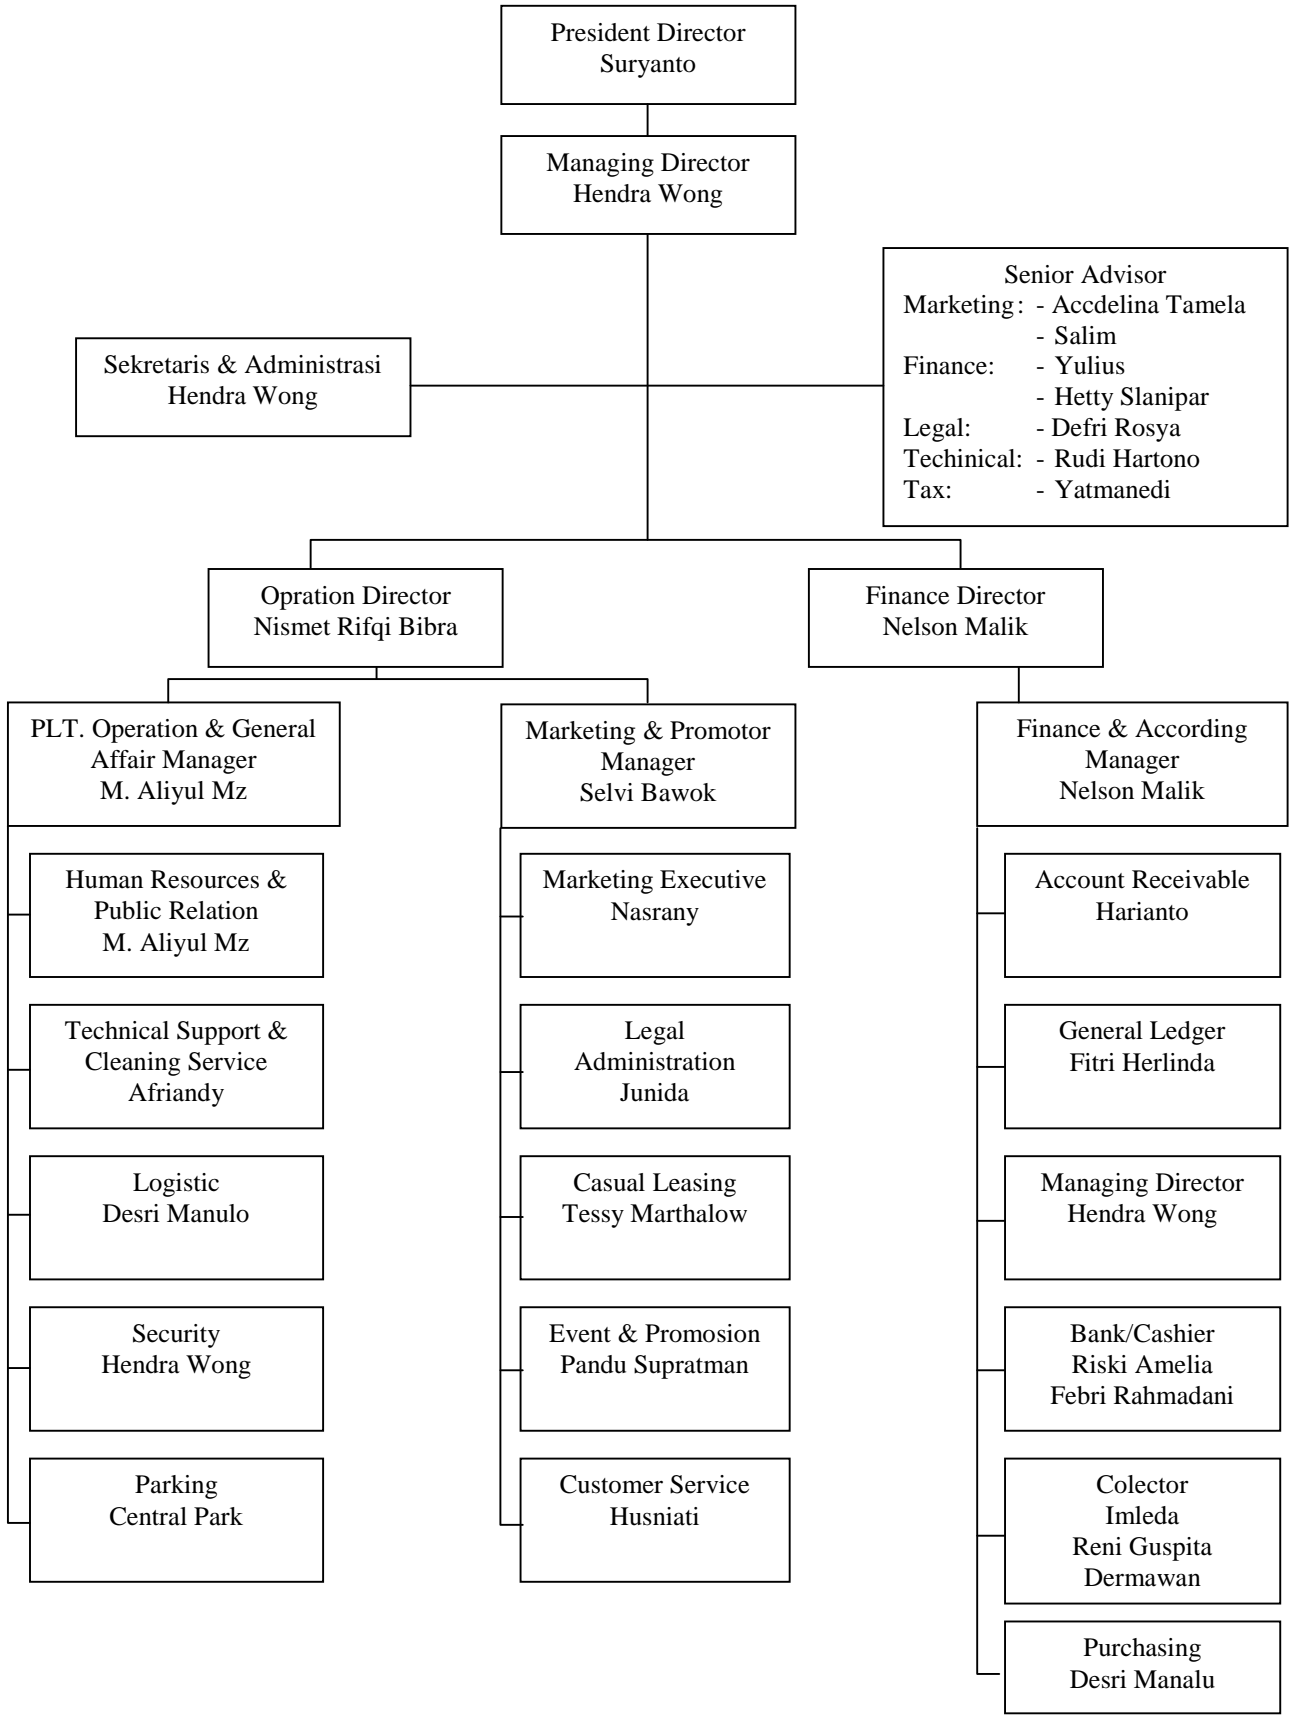 President Director
Suryanto
Managing Director
Hendra Wong
Senior Advisor
Marketing: - Accdelina Tamela
- Salim
Finance: - Yulius
- Hetty Slanipar
Legal: - Defri Rosya
Techinical: - Rudi Hartono
Tax: - Yatmanedi
Sekretaris & Administrasi
Hendra Wong
Opration Director
Nismet Rifqi Bibra
Finance Director
Nelson Malik
PLT. Operation & General
Affair Manager
M. Aliyul Mz
Marketing & Promotor
Manager
Selvi Bawok
Finance & According
Manager
Nelson Malik
Human Resources &
Public Relation
M. Aliyul Mz
Marketing Executive
Nasrany
Account Receivable
Harianto
Technical Support &
Cleaning Service
Afriandy
Legal
Administration
Junida
General Ledger
Fitri Herlinda
Logistic
Desri Manulo
Casual Leasing
Tessy Marthalow
Managing Director
Hendra Wong
Security
Hendra Wong
Event & Promosion
Pandu Supratman
Bank/Cashier
Riski Amelia
Febri Rahmadani
Parking
Central Park
Customer Service
Husniati
Colector
Imleda
Reni Guspita
Dermawan
Purchasing
Desri Manalu